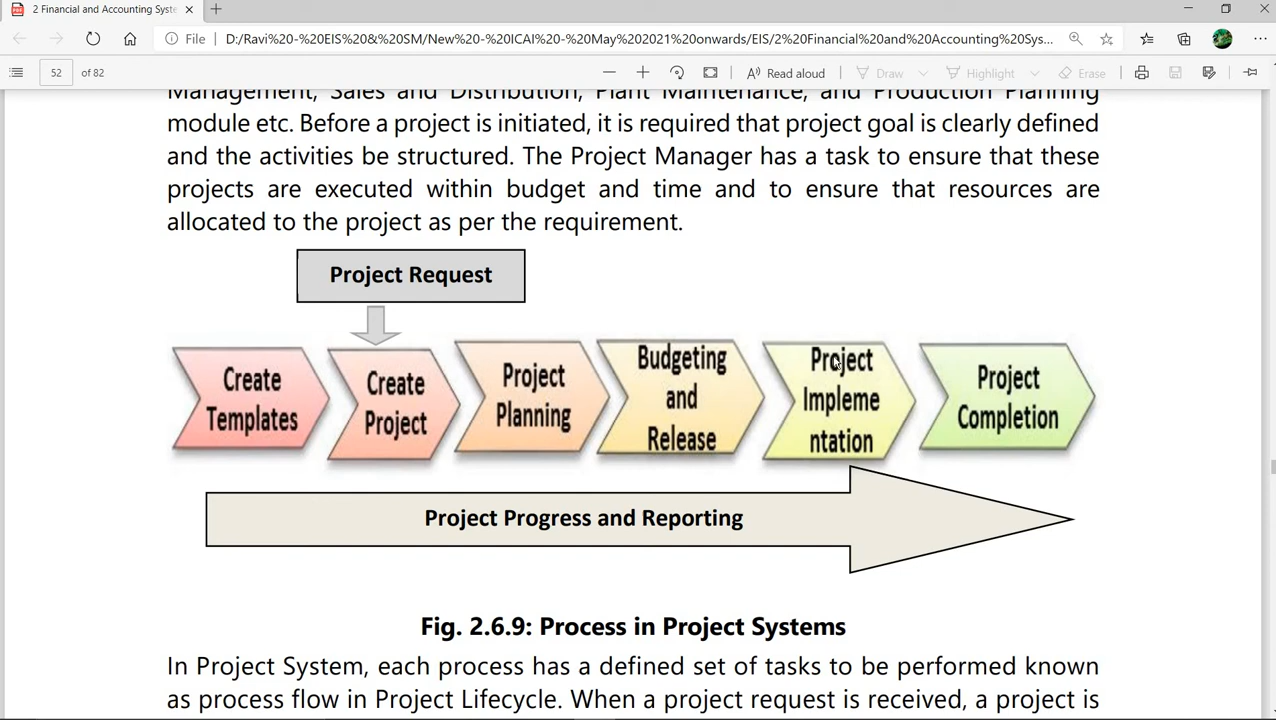 2 Financial and Accounting Syste
File D:/Ravi%20-%20EIS%20&%20SM/New%20-%20ICAI%20-%20May%202021%20onwards/EIS/2%20Financial%20and%20Accounting%20Sys...
52 of 82 Read aloud Draw Highlight Erase
Management, Sales and Distribution, Plant Maintenance, and Production Planning
module etc. Before a project is initiated, it is required that project goal is clearly defined
and the activities be structured. The Project Manager has a task to ensure that these
projects are executed within budget and time and to ensure that resources are
allocated to the project as per the requirement.
Project Request
Create
Templates
Create
Project
Project
Planning
Budgeting
and
Release
Project
Impleme
ntation
Project
Completion
Project Progress and Reporting
Fig. 2.6.9: Process in Project Systems
In Project System, each process has a defined set of tasks to be performed known
as process flow in Project Lifecycle. When a project request is received, a project is